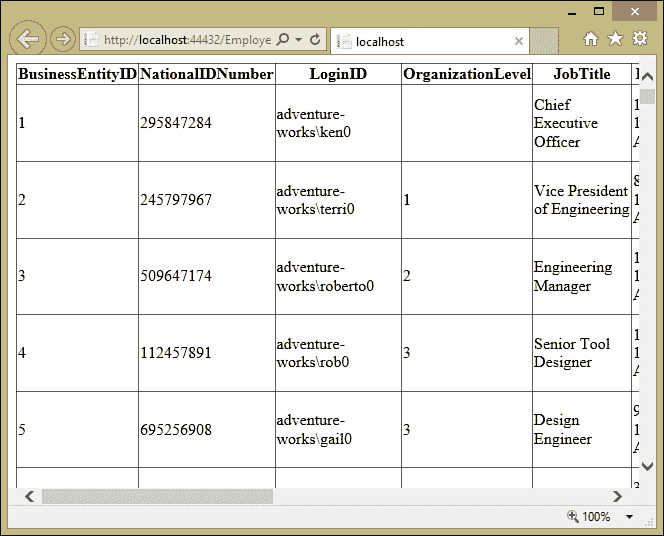 http://localhost:44432/Employe
localhost
BusinessEntityID NationalIDNumber LoginID OrganizationLevel JobTitle
1 295847284 adventure-works\ken0 Chief Executive Officer
2 245797967 adventure-works\terri0 1 Vice President of Engineering
3 509647174 adventure-works\roberto0 2 Engineering Manager
4 112457891 adventure-works\rob0 3 Senior Tool Designer
5 695256908 adventure-works\gail0 3 Design Engineer
100%